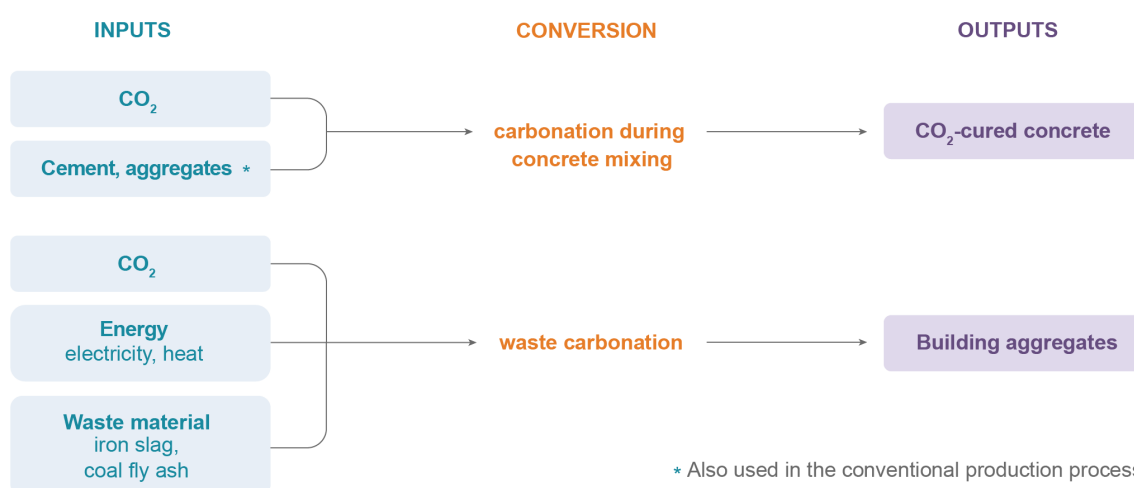 INPUTS
CONVERSION
OUTPUTS
CO₂
Cement, aggregates *
carbonation during
concrete mixing
CO₂-cured concrete
CO₂
Energy
electricity, heat
Waste material
iron slag,
coal fly ash
waste carbonation
Building aggregates
* Also used in the conventional production process